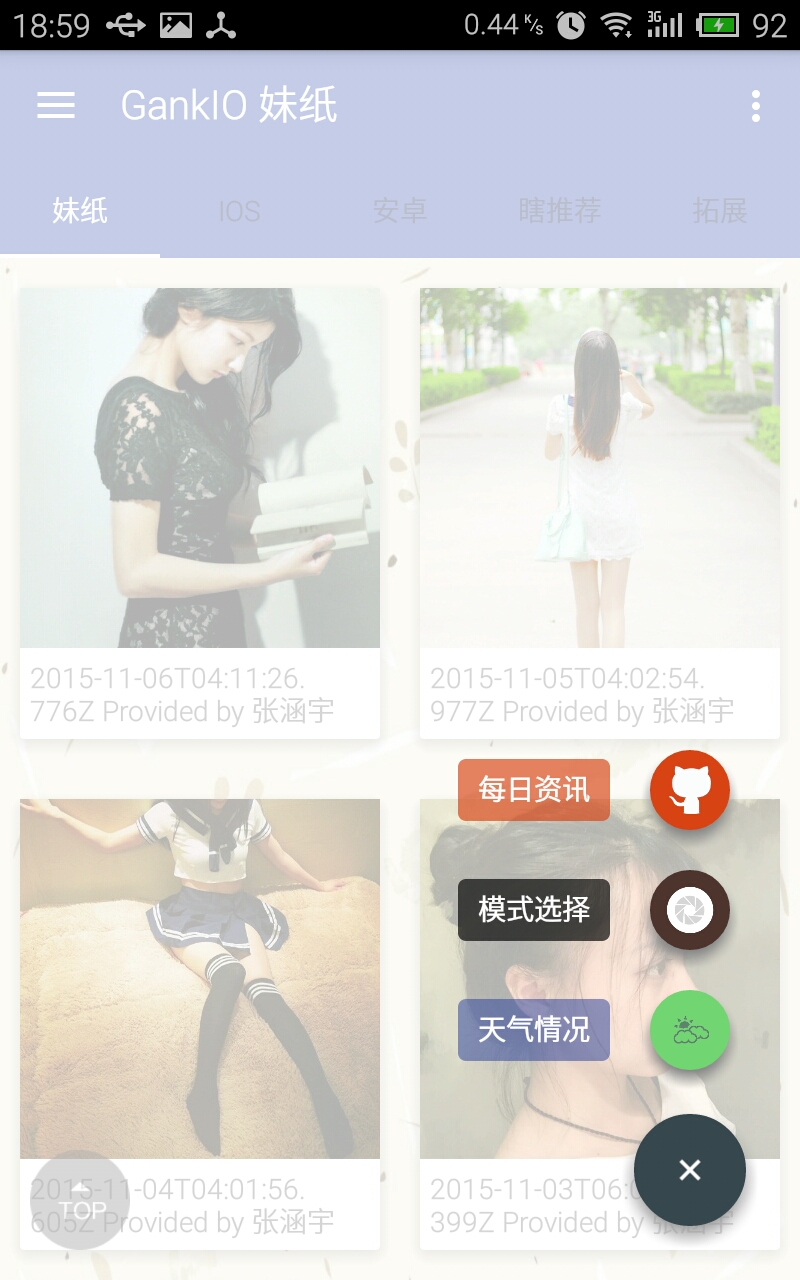 18:59
0.44 K/s
3G
92
GankIO 妹纸
妹纸
IOS
安卓
瞎推荐
拓展
2015-11-06T04:11:26.
776Z Provided by 张涵宇
2015-11-05T04:02:54.
977Z Provided by 张涵宇
每日资讯
模式选择
天气情况
2015-11-04T04:01:56.
605Z Provided by 张涵宇
TOP
2015-11-03T06:
399Z Provided by 张涵宇